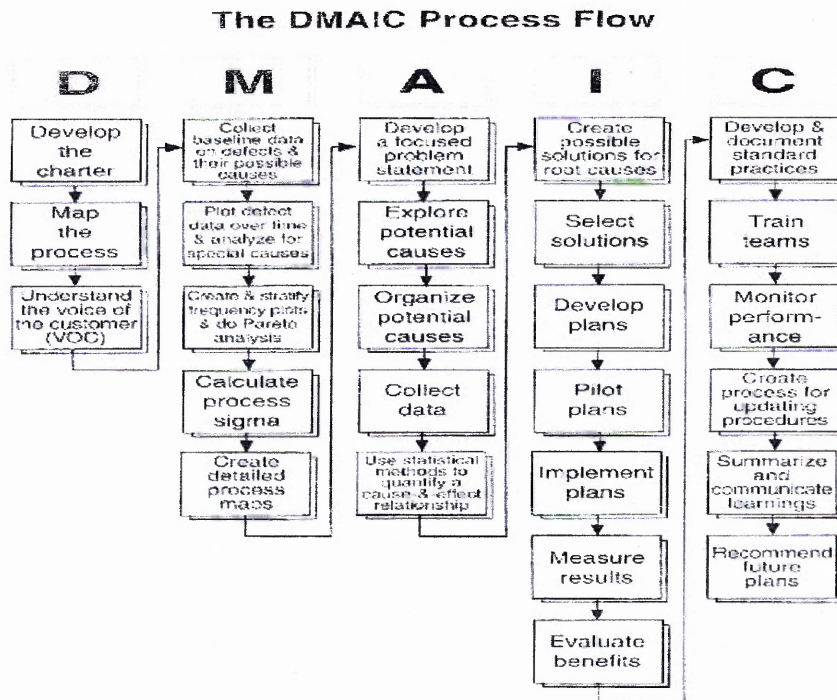 The DMAIC Process Flow
D
Develop
the
charter
Map
the
process
Understand
the voice of
the customer
(VOC)
M
Collect
baseline data
on defects &
their possible
causes
Plot defect
data over time
& analyze for
special causes
Create & stratify
frequency plots
& do Pareto
analysis
Calculate
process
sigma
Create
detailed
process
maps
A
Develop
a focused
problem
statement
Explore
potential
causes
Organize
potential
causes
Collect
data
Use statistical
methods to
quantify a
cause-&-effect
relationship
I
Create
possible
solutions for
root causes
Select
solutions
Develop
plans
Pilot
plans
Implement
plans
Measure
results
Evaluate
benefits
C
Develop &
document
standard
practices
Train
teams
Monitor
perform-
ance
Create
process for
updating
procedures
Summarize
and
communicate
learnings
Recommend
future
plans